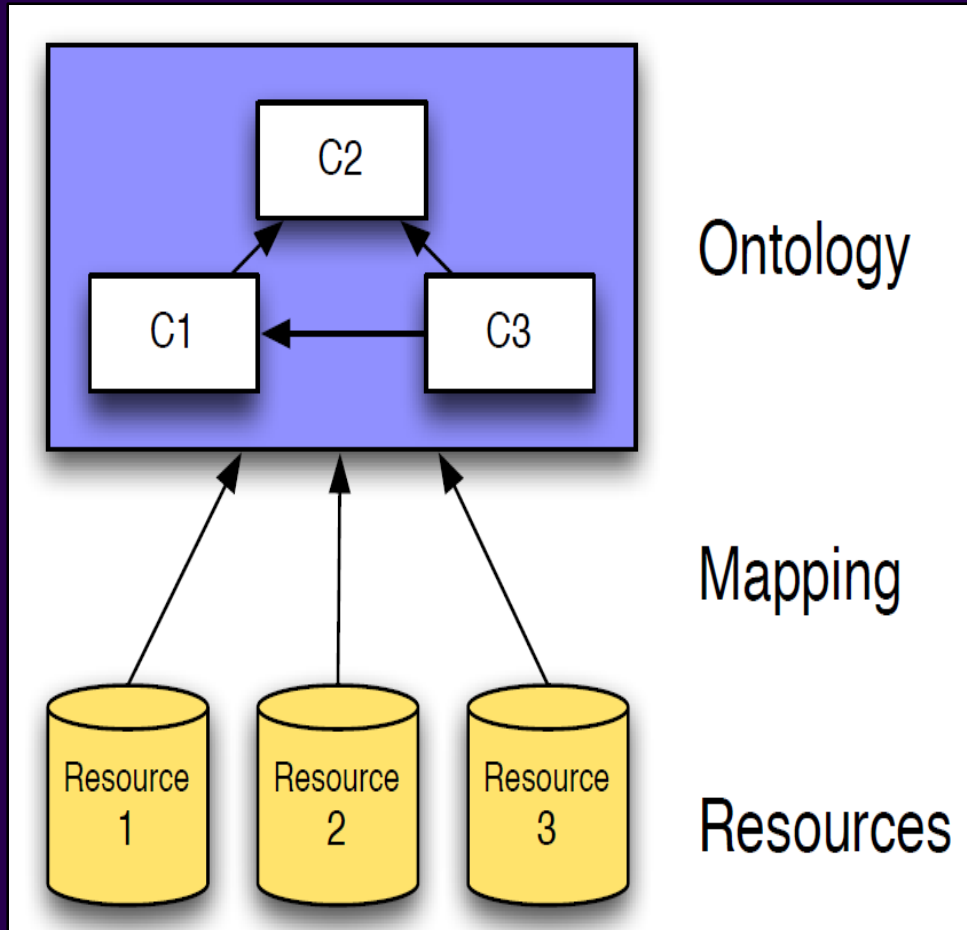 C2
Ontology
C1
C3
Mapping
Resource
1
Resource
2
Resource
3
Resources